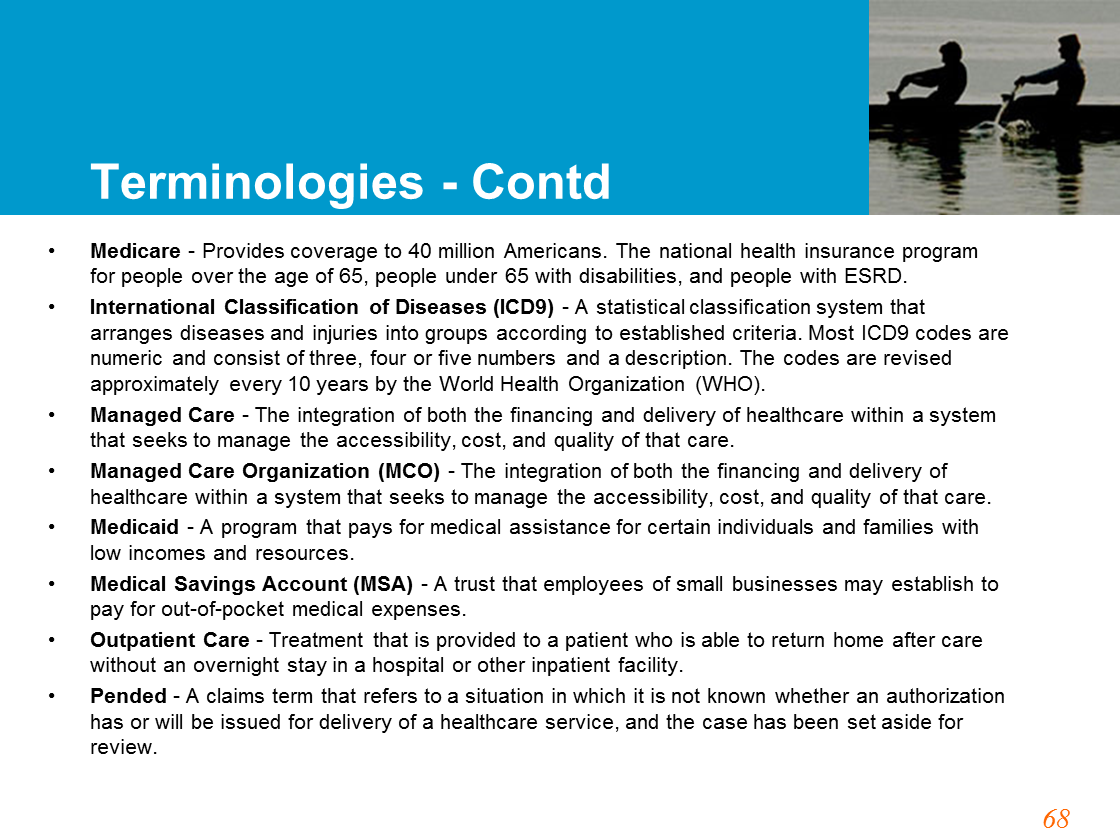 Terminologies - Contd
• Medicare - Provides coverage to 40 million Americans. The national health insurance program
for people over the age of 65, people under 65 with disabilities, and people with ESRD.
• International Classification of Diseases (ICD9) - A statistical classification system that
arranges diseases and injuries into groups according to established criteria. Most ICD9 codes are
numeric and consist of three, four or five numbers and a description. The codes are revised
approximately every 10 years by the World Health Organization (WHO).
• Managed Care - The integration of both the financing and delivery of healthcare within a system
that seeks to manage the accessibility, cost, and quality of that care.
• Managed Care Organization (MCO) - The integration of both the financing and delivery of
healthcare within a system that seeks to manage the accessibility, cost, and quality of that care.
• Medicaid - A program that pays for medical assistance for certain individuals and families with
low incomes and resources.
• Medical Savings Account (MSA) - A trust that employees of small businesses may establish to
pay for out-of-pocket medical expenses.
• Outpatient Care - Treatment that is provided to a patient who is able to return home after care
without an overnight stay in a hospital or other inpatient facility.
• Pended - A claims term that refers to a situation in which it is not known whether an authorization
has or will be issued for delivery of a healthcare service, and the case has been set aside for
review.
68